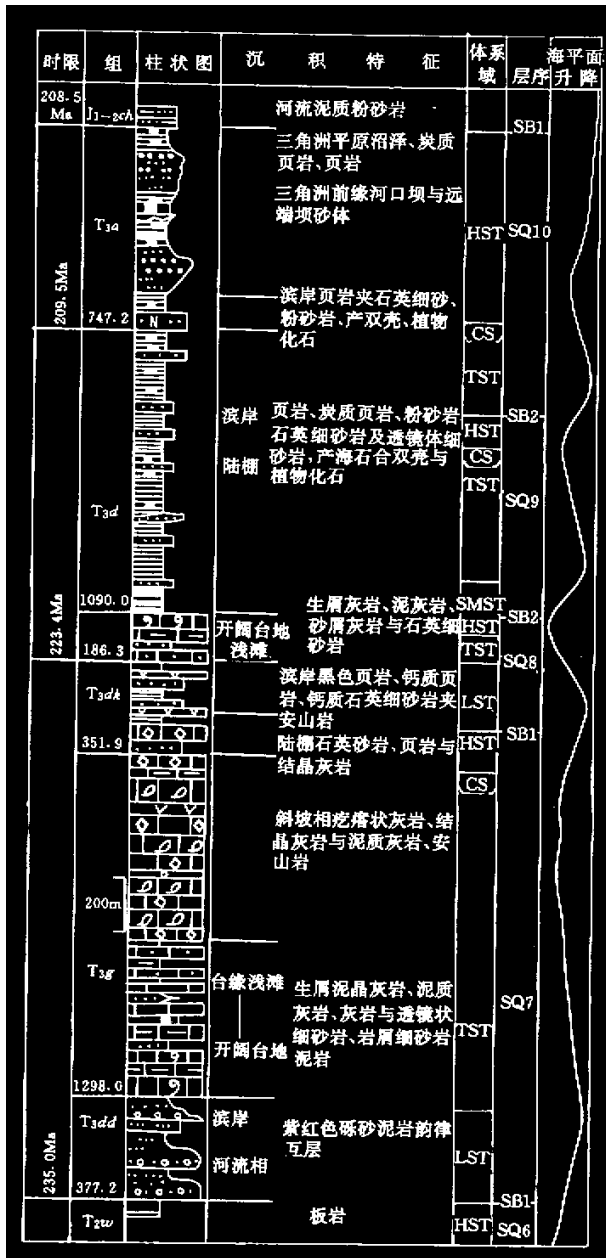 时限 组 柱状图 沉积特征 体系域 层序 海平面升降
208.5 Ma
J₁₋₂ch
河流泥质粉砂岩
SB1
三角洲平原沼泽、炭质
页岩、页岩
三角洲前缘河口坝与远
端坝砂体
T₃a
HST SQ10
滨岸页岩夹石英细砂、
粉砂岩、产双壳、植物
化石
209.5Ma
747.2
N
CS
TST
SB2
滨岸
陆棚
页岩、炭质页岩、粉砂岩
石英细砂岩及透镜体细
砂岩,产海石合双壳与
植物化石
HST
CS
TST
SQ9
T₃d
1090.0
223.4Ma
SMST
SB2
HST
生屑灰岩、泥灰岩、
砂屑灰岩与石英细
砂岩
开阔台地
浅滩
TST
SQ8
186.3
滨岸黑色页岩、钙质页
岩、钙质石英细砂岩夹
安山岩
T₃dk
LST
SB1
351.9
陆棚石英砂岩、页岩与
结晶灰岩
HST
CS
斜坡相疙瘩状灰岩、结
晶灰岩与泥质灰岩、安
山岩
200m
T₃g
台缘浅滩
开阔台地
生屑泥晶灰岩、泥质
灰岩、灰岩与透镜状
细砂岩、岩屑细砂岩
泥岩
SQ7
TST
1298.0
T₃dd
滨岸
河流相
紫红色砾砂泥岩韵律
互层
LST
235.0Ma
377.2
SB1
T₂w
板岩
HST SQ6